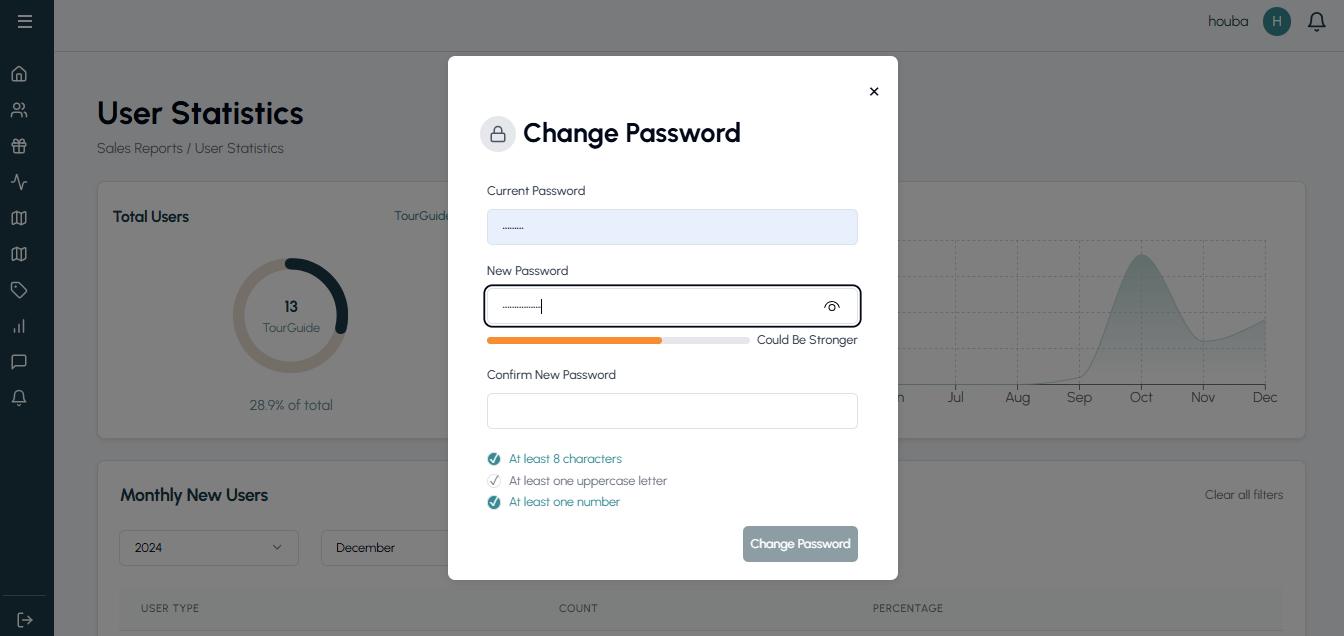 houba
H
User Statistics
Sales Reports / User Statistics
Total Users
TourGuide
13
TourGuide
28.9% of total
Jul
Aug
Sep
Oct
Nov
Dec
Monthly New Users
Clear all filters
2024
December
USER TYPE
COUNT
PERCENTAGE
Change Password
Current Password
New Password
Could Be Stronger
Confirm New Password
At least 8 characters
At least one uppercase letter
At least one number
Change Password